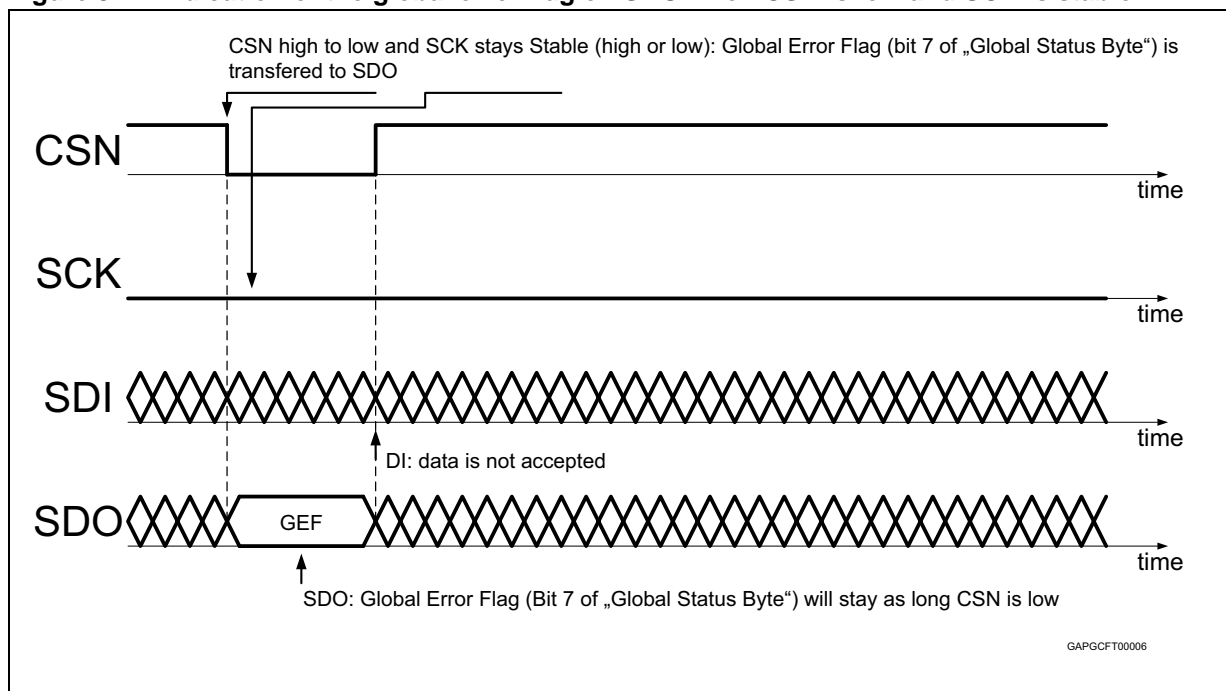 CSN high to low and SCK stays Stable (high or low): Global Error Flag (bit 7 of „Global Status Byte“) is
transfered to SDO
CSN
time
SCK
time
SDI
time
DI: data is not accepted
SDO
GEF
time
SDO: Global Error Flag (Bit 7 of „Global Status Byte“) will stay as long CSN is low
GAPGCFT00006